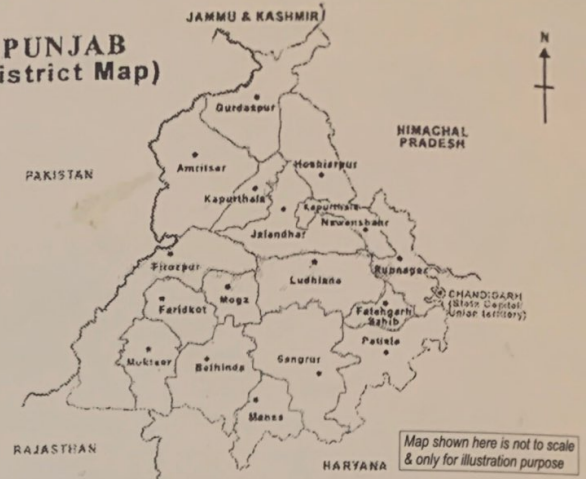 JAMMU & KASHMIR
PUNJAB
istrict Map)
N
Gurdaspur
HIMACHAL
PRADESH
PAKISTAN
Amritsar
Hoshiarpur
Kapurthala
Kapurthala
Nawanshahr
Jalandhar
Firozpur
Ludhiana
Rupnagar
Moga
CHANDIGARH
(State Capital
Union territory)
Faridkot
Fatehgarh
Sahib
Patiala
Muktsar
Bathinda
Sangrur
Mansa
RAJASTHAN
HARYANA
Map shown here is not to scale
& only for illustration purpose